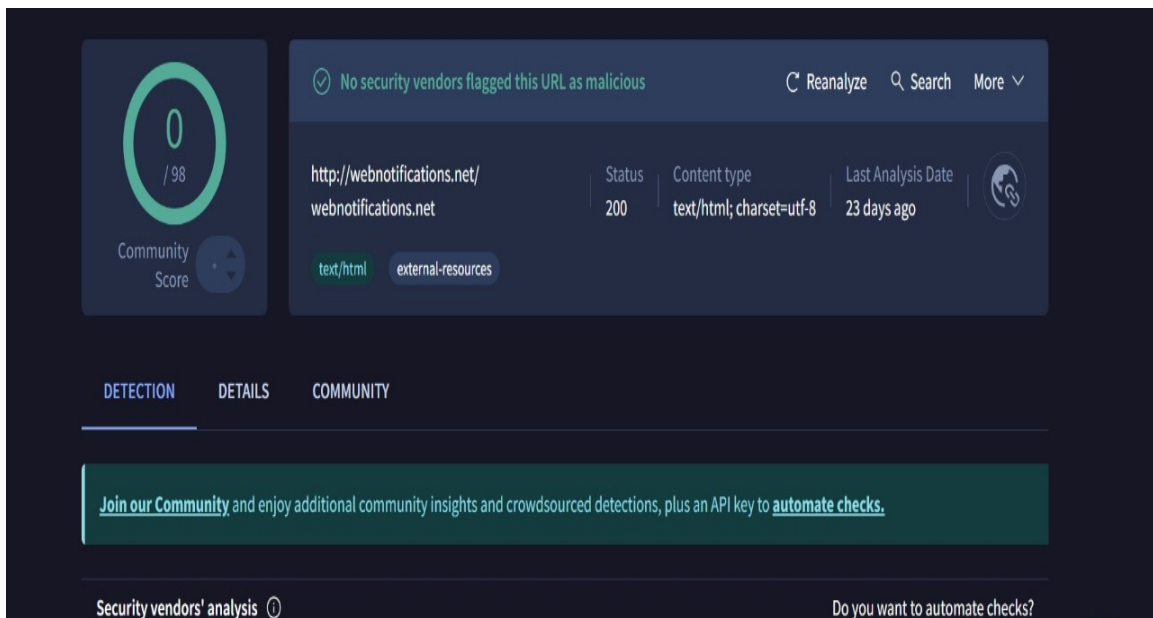 0
/ 98
Community
Score
No security vendors flagged this URL as malicious
Reanalyze
Search
More
http://webnotifications.net/
webnotifications.net
Status
200
Content type
text/html; charset=utf-8
Last Analysis Date
23 days ago
text/html
external-resources
DETECTION
DETAILS
COMMUNITY
Join our Community and enjoy additional community insights and crowdsourced detections, plus an API key to automate checks.
Security vendors' analysis
Do you want to automate checks?